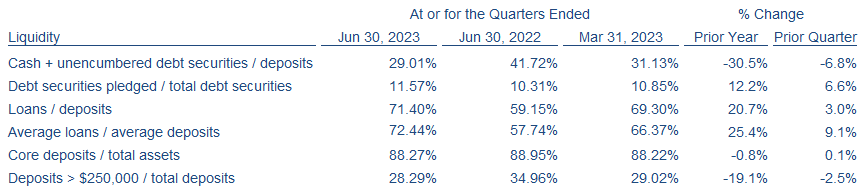 At or for the Quarters Ended % Change
Liquidity Jun 30, 2023 Jun 30, 2022 Mar 31, 2023 Prior Year Prior Quarter
Cash + unencumbered debt securities / deposits 29.01% 41.72% 31.13% -30.5% -6.8%
Debt securities pledged / total debt securities 11.57% 10.31% 10.85% 12.2% 6.6%
Loans / deposits 71.40% 59.15% 69.30% 20.7% 3.0%
Average loans / average deposits 72.44% 57.74% 66.37% 25.4% 9.1%
Core deposits / total assets 88.27% 88.95% 88.22% -0.8% 0.1%
Deposits > $250,000 / total deposits 28.29% 34.96% 29.02% -19.1% -2.5%